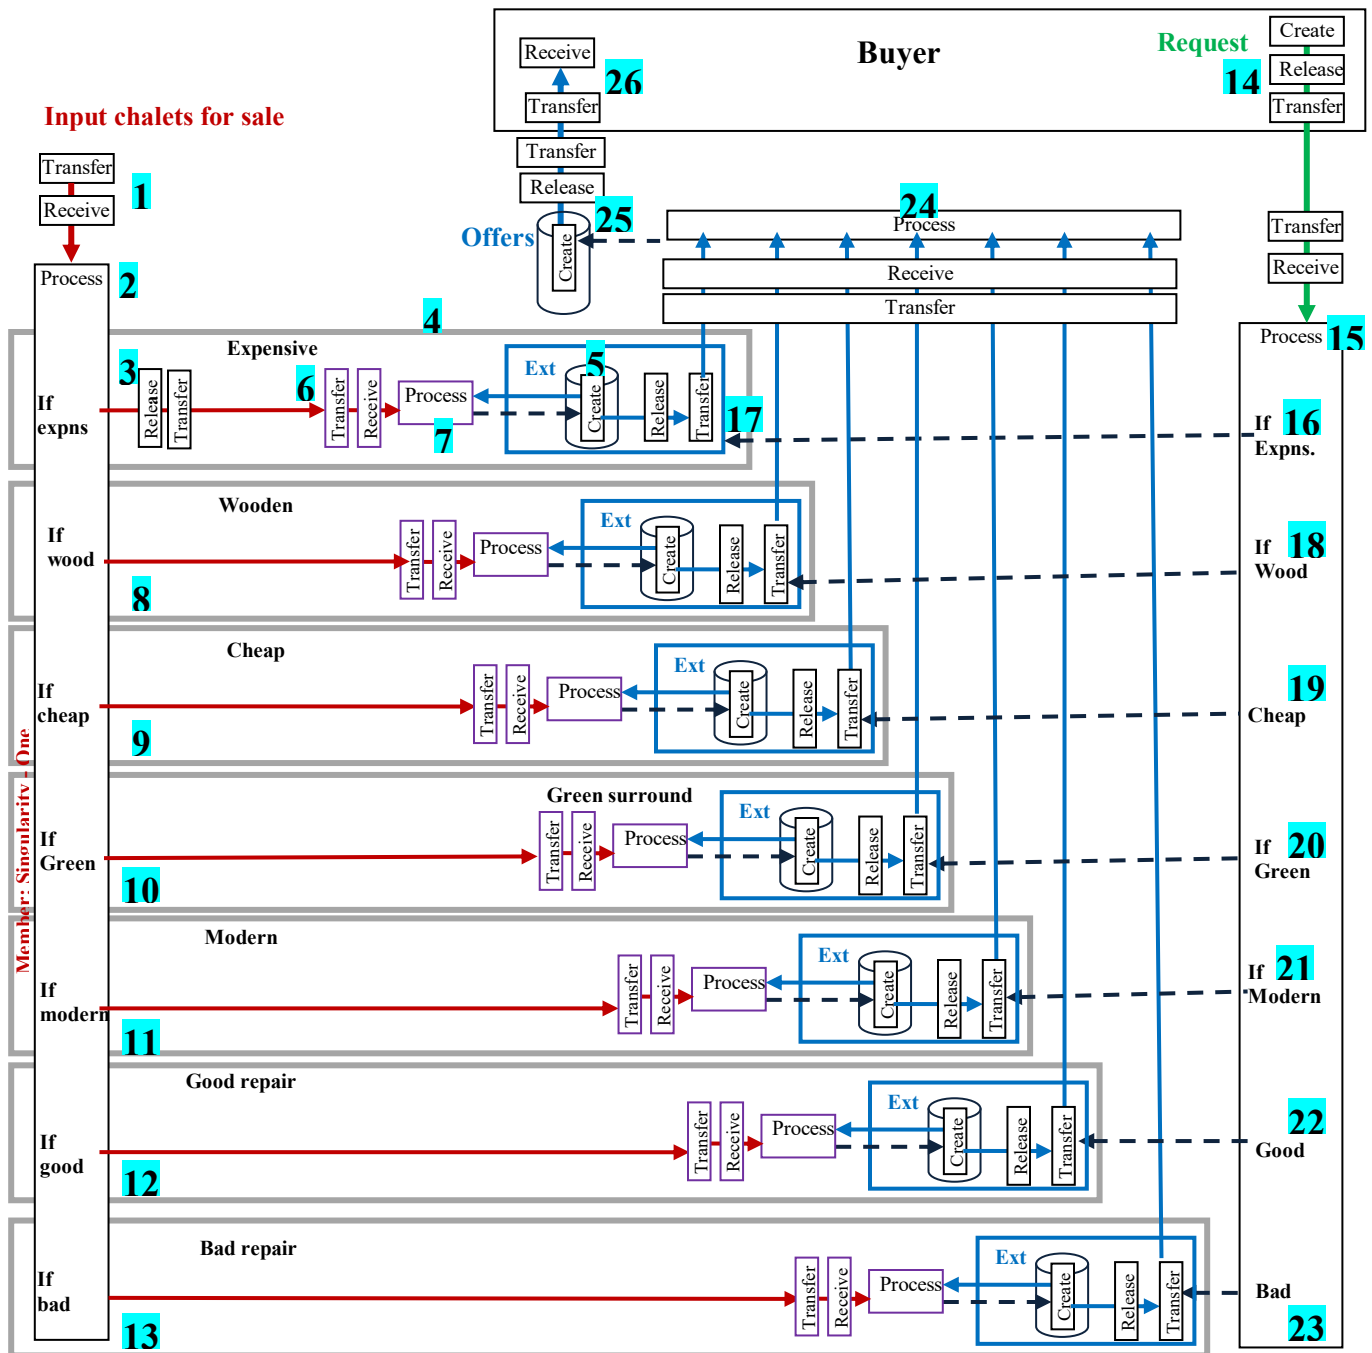 Buyer
Request
Create
Release
Transfer
14
Receive
Transfer
26
Input chalets for sale
Transfer
Receive
1
Transfer
Release
25
Offers
Create
24
Process
Receive
Transfer
Transfer
Receive
Process
2
Process
15
4
Expensive
3
If
expns
Release
Transfer
6
Transfer
Receive
Process
7
Ext
5
Create
Release
Transfer
17
If
Expns.
16
Wooden
If
wood
8
Transfer
Receive
Process
Ext
Create
Release
Transfer
If
Wood
18
Cheap
If
cheap
9
Transfer
Receive
Process
Ext
Create
Release
Transfer
19
Cheap
Member: Singularity - One
Green surround
If
Green
10
Transfer
Receive
Process
Ext
Create
Release
Transfer
If
Green
20
Modern
If
modern
11
Transfer
Receive
Process
Ext
Create
Release
Transfer
If
Modern
21
Good repair
If
good
12
Transfer
Receive
Process
Ext
Create
Release
Transfer
22
Good
Bad repair
If
bad
13
Transfer
Receive
Process
Ext
Create
Release
Transfer
Bad
23